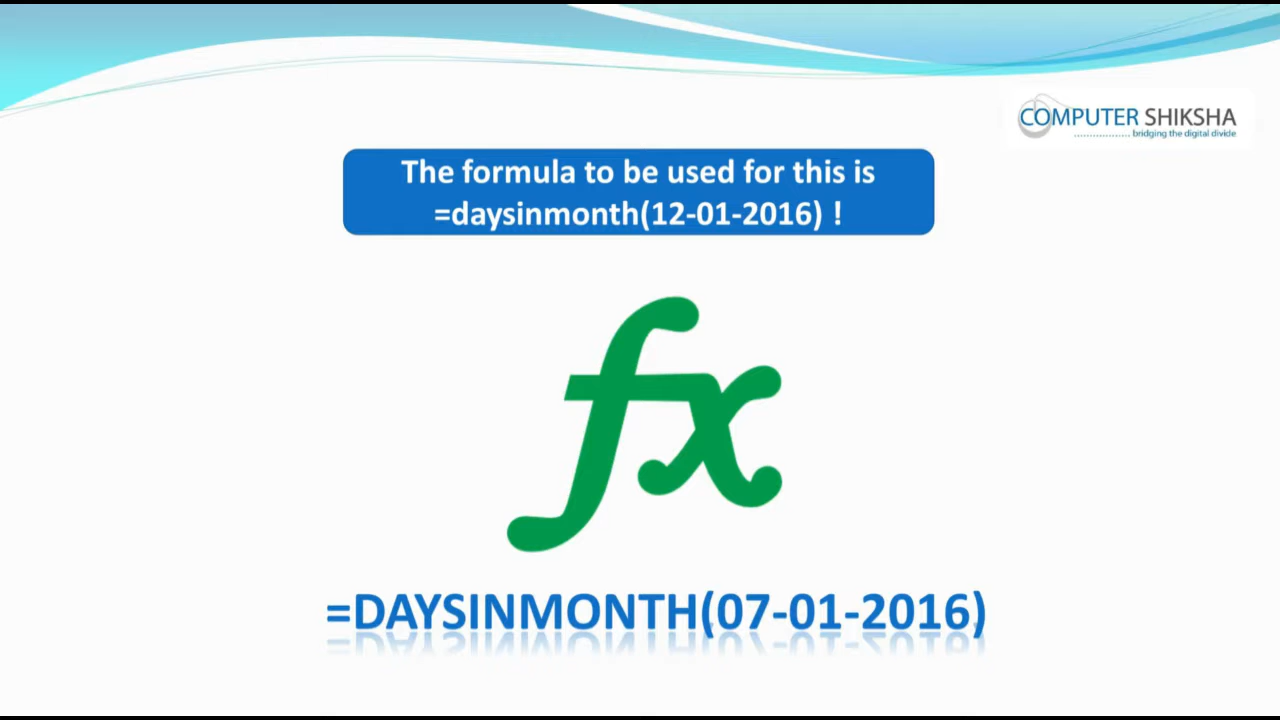 COMPUTER SHIKSHA
bridging the digital divide
The formula to be used for this is
=daysinmonth(12-01-2016) !
fx
=DAYSINMONTH(07-01-2016)